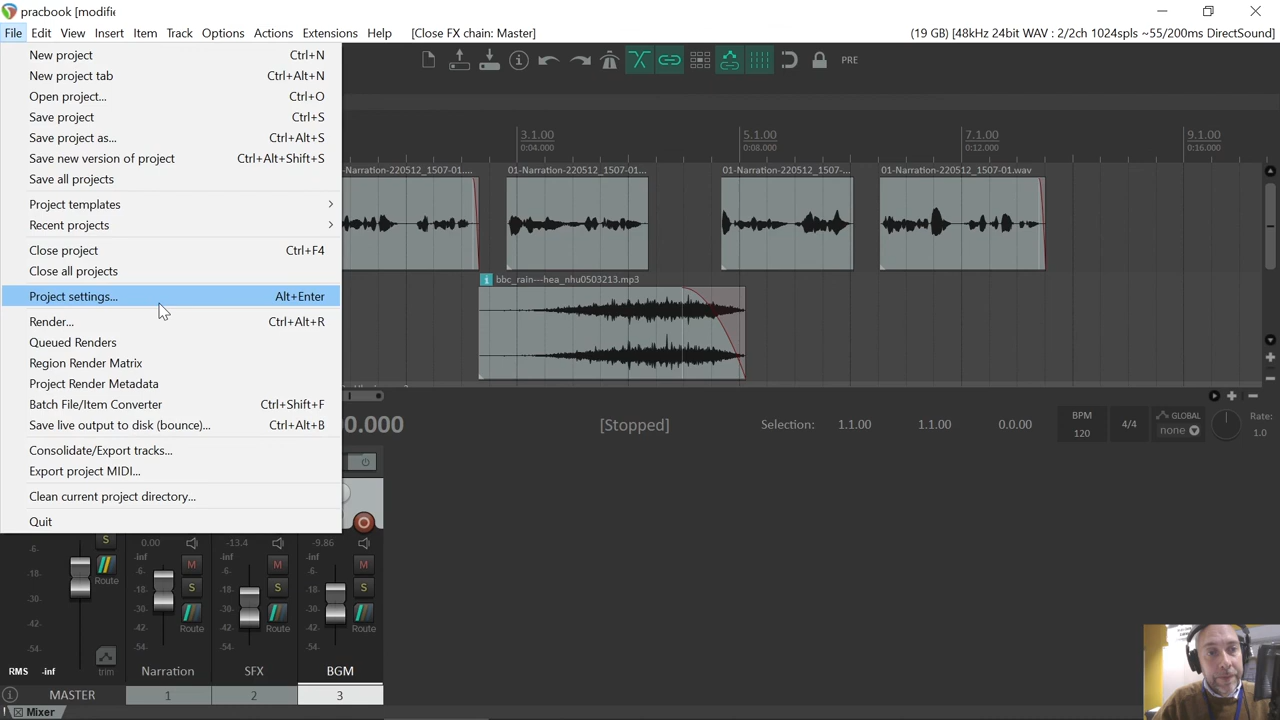 pracbook [modifie
File Edit View Insert Item Track Options Actions Extensions Help [Close FX chain: Master] (19 GB) [48kHz 24bit WAV : 2/2ch 1024spls ~55/200ms DirectSound]
New project Ctrl+N
New project tab Ctrl+Alt+N
Open project... Ctrl+O
Save project Ctrl+S
Save project as... Ctrl+Alt+S
Save new version of project Ctrl+Alt+Shift+S
Save all projects
Project templates
Recent projects
Close project Ctrl+F4
Close all projects
Project settings... Alt+Enter
Render... Ctrl+Alt+R
Queued Renders
Region Render Matrix
Project Render Metadata
Batch File/Item Converter Ctrl+Shift+F
Save live output to disk (bounce)... Ctrl+Alt+B
Consolidate/Export tracks...
Export project MIDI...
Clean current project directory...
Quit
PRE
3.1.00 5.1.00 7.1.00 9.1.00
0:04.000 0:08.000 0:12.000 0:16.000
-Narration-220512_1507-01.... 01-Narration-220512_1507-01... 01-Narration-220512_1507-... 01-Narration-220512_1507-01.wav
i bbc_rain---hea_nhu0503213.mp3
00.000 [Stopped] Selection: 1.1.00 1.1.00 0.0.00 BPM 120 4/4 GLOBAL none Rate: 1.0
S 0.00 -13.4 -9.86
-6- -inf -inf -inf M M M
-18- -6- -6- -6- S S S
Route -18- -18- -18-
-30- -30- -30- -30-
-42- -42- -42- -42- Route Route Route
-54- -54- -54- -54-
RMS -inf trim Narration SFX BGM
MASTER 1 2 3
Mixer